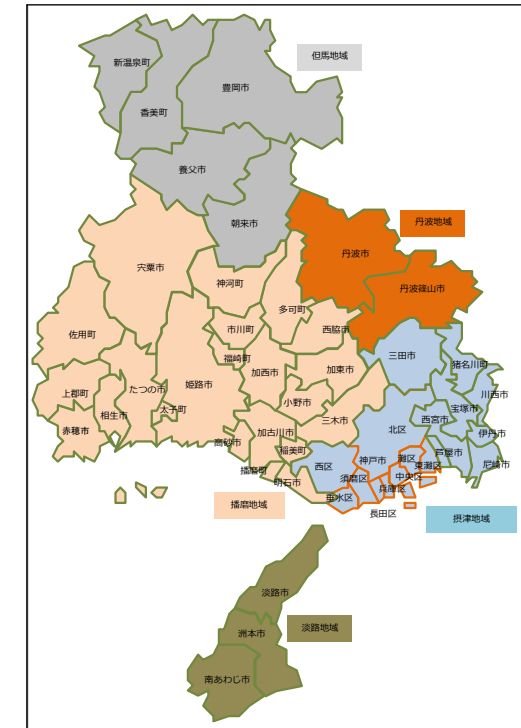 但馬地域
新温泉町
豊岡市
香美町
養父市
朝来市
丹波地域
丹波市
宍粟市
神河町
丹波篠山市
多可町
市川町
西脇市
佐用町
福崎町
三田市
猪名川町
加西市
加東市
姫路市
たつの市
上郡町
川西市
小野市
太子町
宝塚市
相生市
三木市
西宮市
赤穂市
北区
加古川市
伊丹市
高砂市
稲美町
芦屋市
神戸市
灘区
西区
東灘区
尼崎市
播磨町
須磨区
中央区
明石市
兵庫区
垂水区
播磨地域
長田区
摂津地域
淡路市
洲本市
淡路地域
南あわじ市